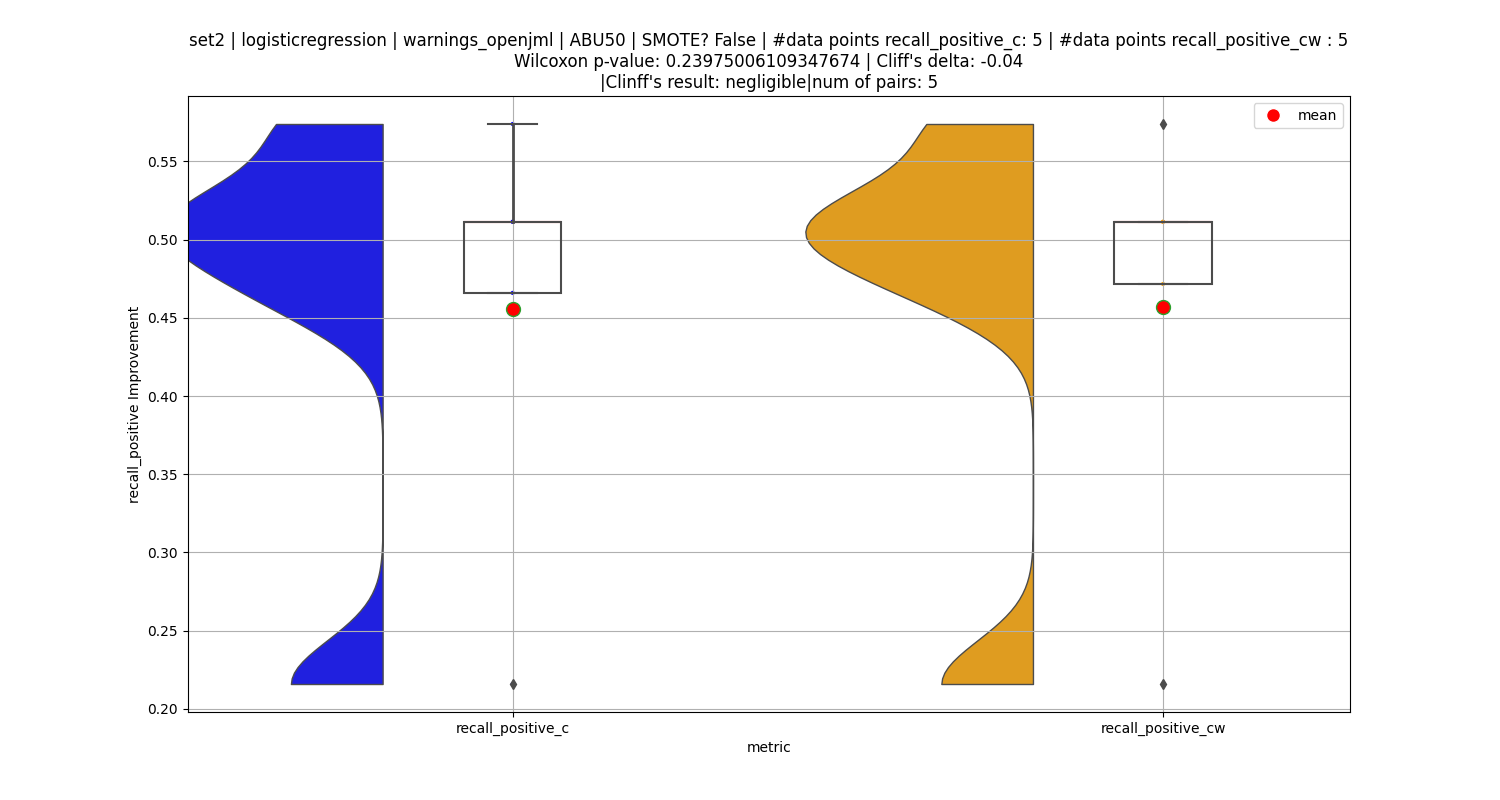 set2 | logisticregression | warnings_openjml | ABU50 | SMOTE? False | #data points recall_positive_c: 5 | #data points recall_positive_cw : 5
Wilcoxon p-value: 0.23975006109347674 | Cliff's delta: -0.04
|Clinff's result: negligible|num of pairs: 5
mean
0.55
0.50
0.45
0.40
0.35
0.30
0.25
0.20
recall_positive Improvement
recall_positive_c
recall_positive_cw
metric